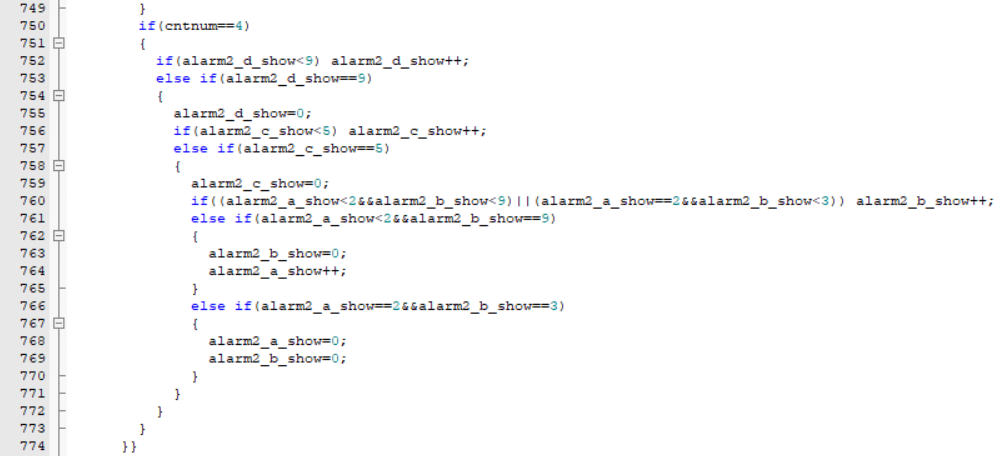 749 }
750 if(cntnum==4)
751 {
752 if(alarm2_d_show<9) alarm2_d_show++;
753 else if(alarm2_d_show==9)
754 {
755 alarm2_d_show=0;
756 if(alarm2_c_show<5) alarm2_c_show++;
757 else if(alarm2_c_show==5)
758 {
759 alarm2_c_show=0;
760 if((alarm2_a_show<2&&alarm2_b_show<9)||(alarm2_a_show==2&&alarm2_b_show<3)) alarm2_b_show++;
761 else if(alarm2_a_show<2&&alarm2_b_show==9)
762 {
763 alarm2_b_show=0;
764 alarm2_a_show++;
765 }
766 else if(alarm2_a_show==2&&alarm2_b_show==3)
767 {
768 alarm2_a_show=0;
769 alarm2_b_show=0;
770 }
771 }
772 }
773 }
774 }}